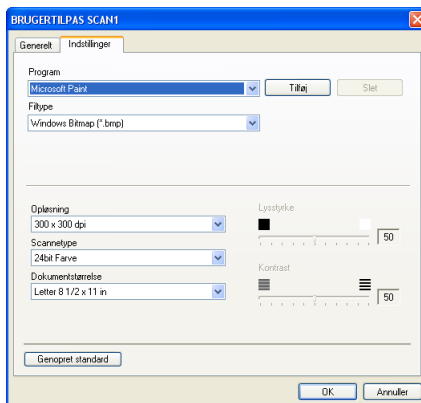 BRUGERTILPAS SCAN1
Generelt Indstillinger
Program
Microsoft Paint Tilføj Slet
Filtype
Windows Bitmap (*.bmp)
Opløsning Lysstyrke
300 x 300 dpi
50
Scannetype
24bit Farve Kontrast
Dokumentstørrelse
Letter 8 1/2 x 11 in
50
Genopret standard
OK Annuller